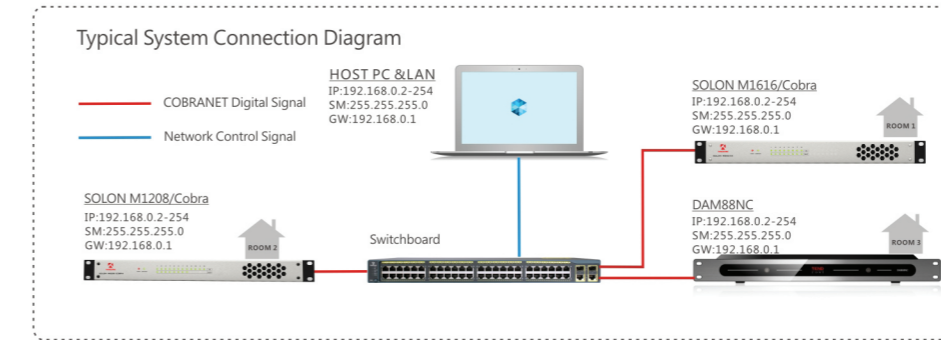 Typical System Connection Diagram
COBRANET Digital Signal
Network Control Signal
HOST PC &LAN
IP:192.168.0.2-254
SM:255.255.255.0
GW:192.168.0.1
SOLON M1616/Cobra
IP:192.168.0.2-254
SM:255.255.255.0
GW:192.168.0.1
ROOM 1
SOLON M1208/Cobra
IP:192.168.0.2-254
SM:255.255.255.0
GW:192.168.0.1
ROOM 2
Switchboard
DAM88NC
IP:192.168.0.2-254
SM:255.255.255.0
GW:192.168.0.1
ROOM 3